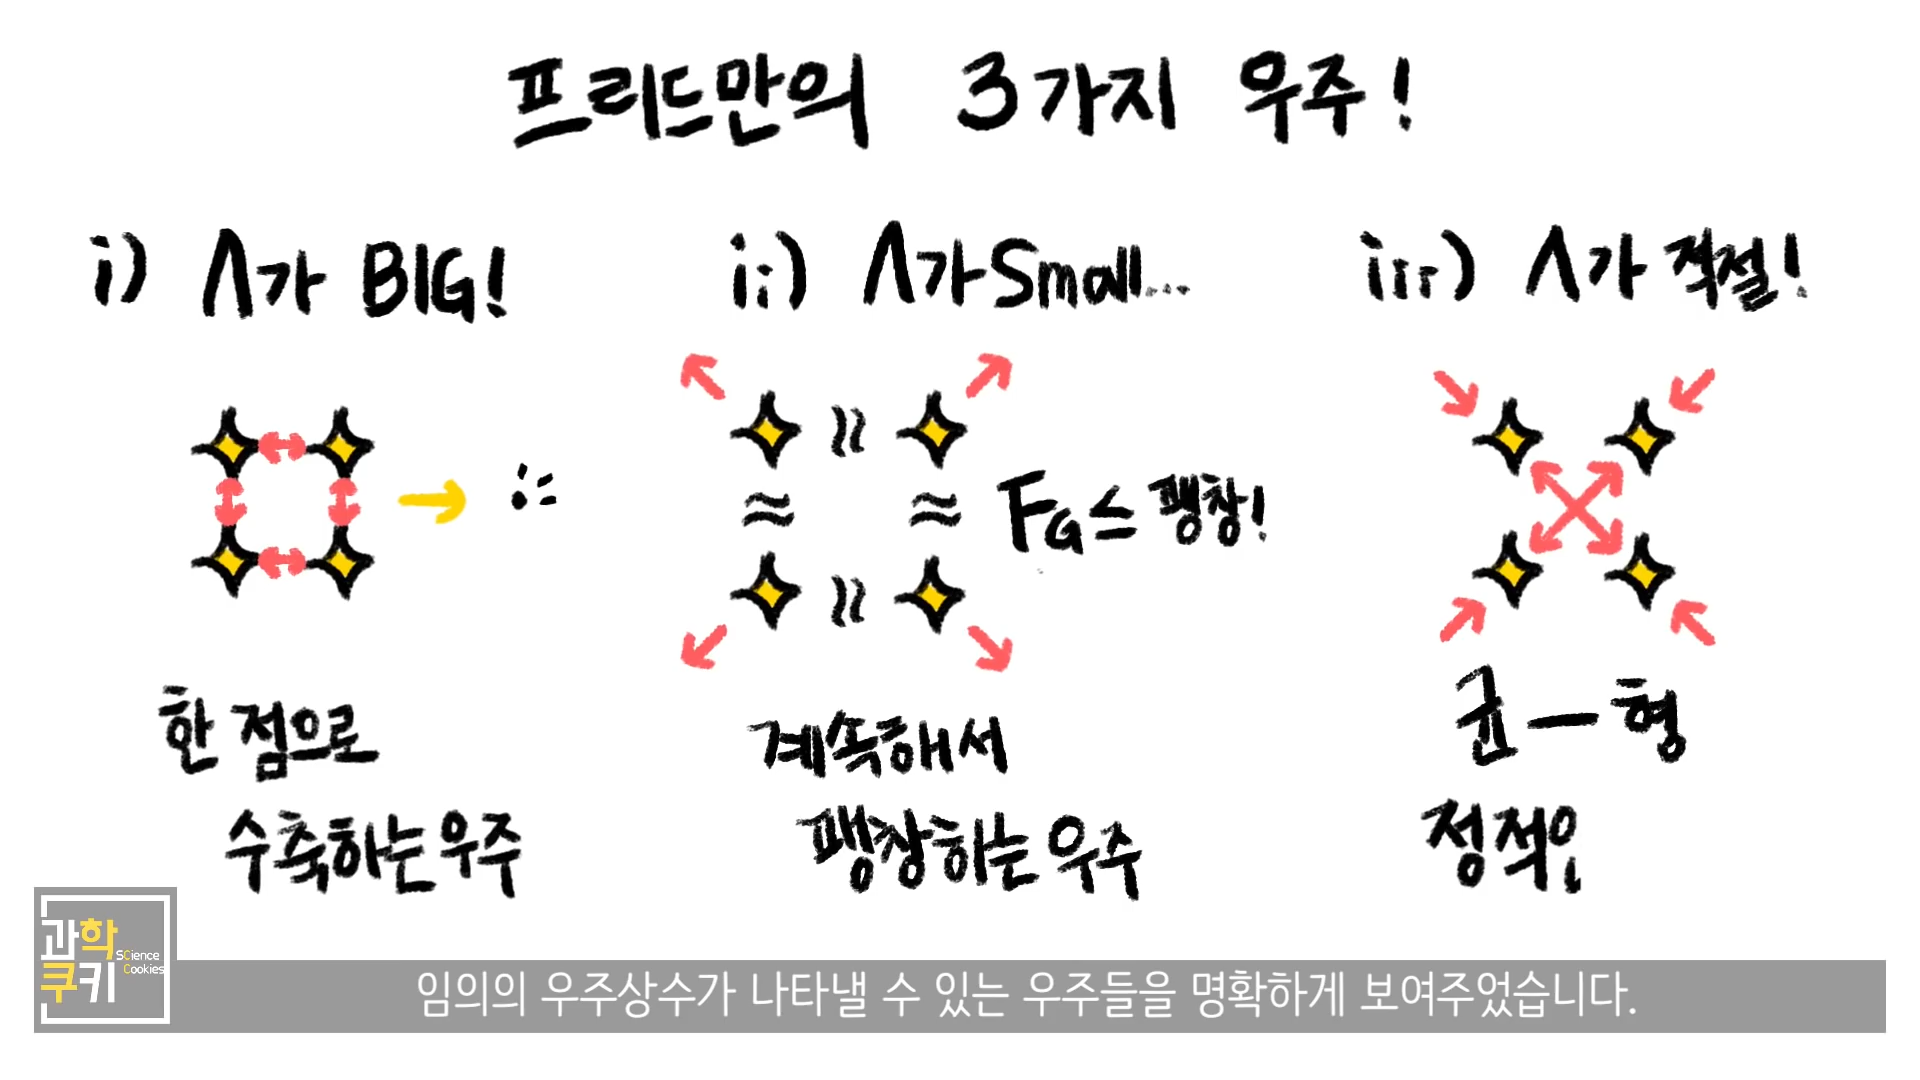 프리드만의 3가지 우주!
i) Λ가 BIG!
ii) Λ가 Small...
iii) Λ가 적절!
F_G ≤ 팽창!
한 점으로
수축하는 우주
계속해서
팽창하는 우주
균 — 형
정적인
과학
쿠키
Science
Cookies
임의의 우주상수가 나타낼 수 있는 우주들을 명확하게 보여주었습니다.